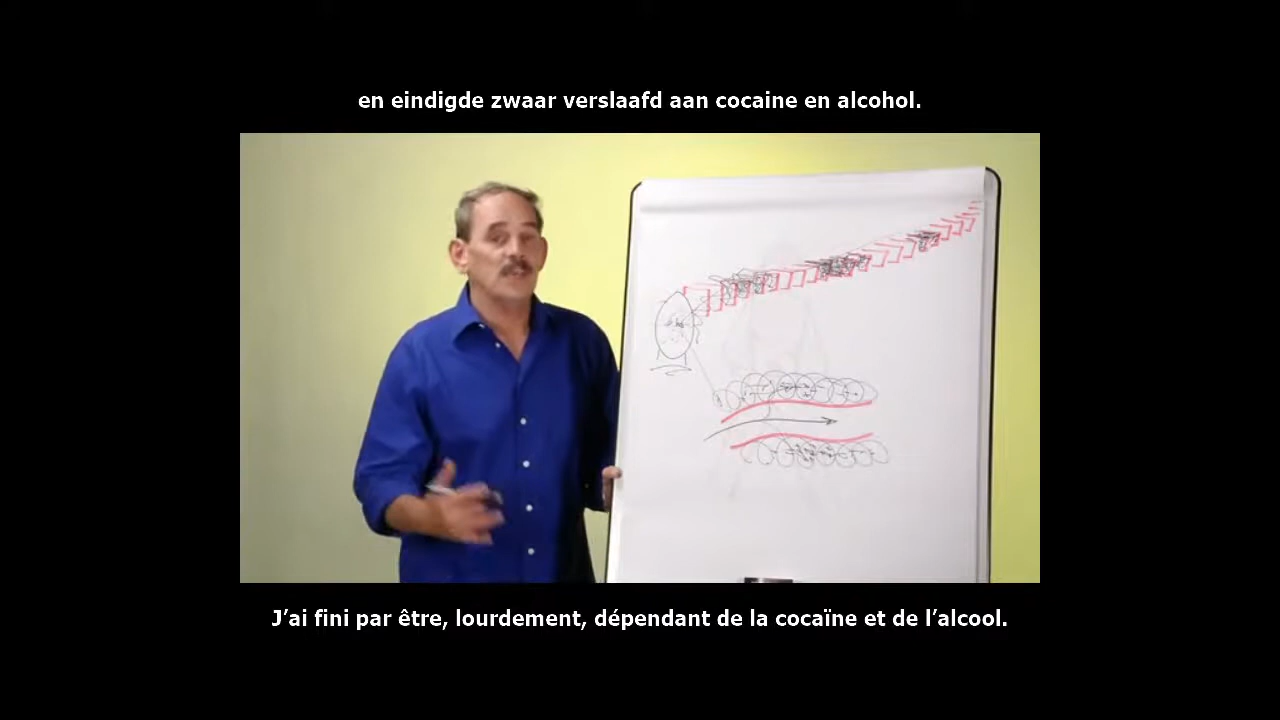 en eindigde zwaar verslaafd aan cocaine en alcohol.
J’ai fini par être, lourdement, dépendant de la cocaïne et de l’alcool.